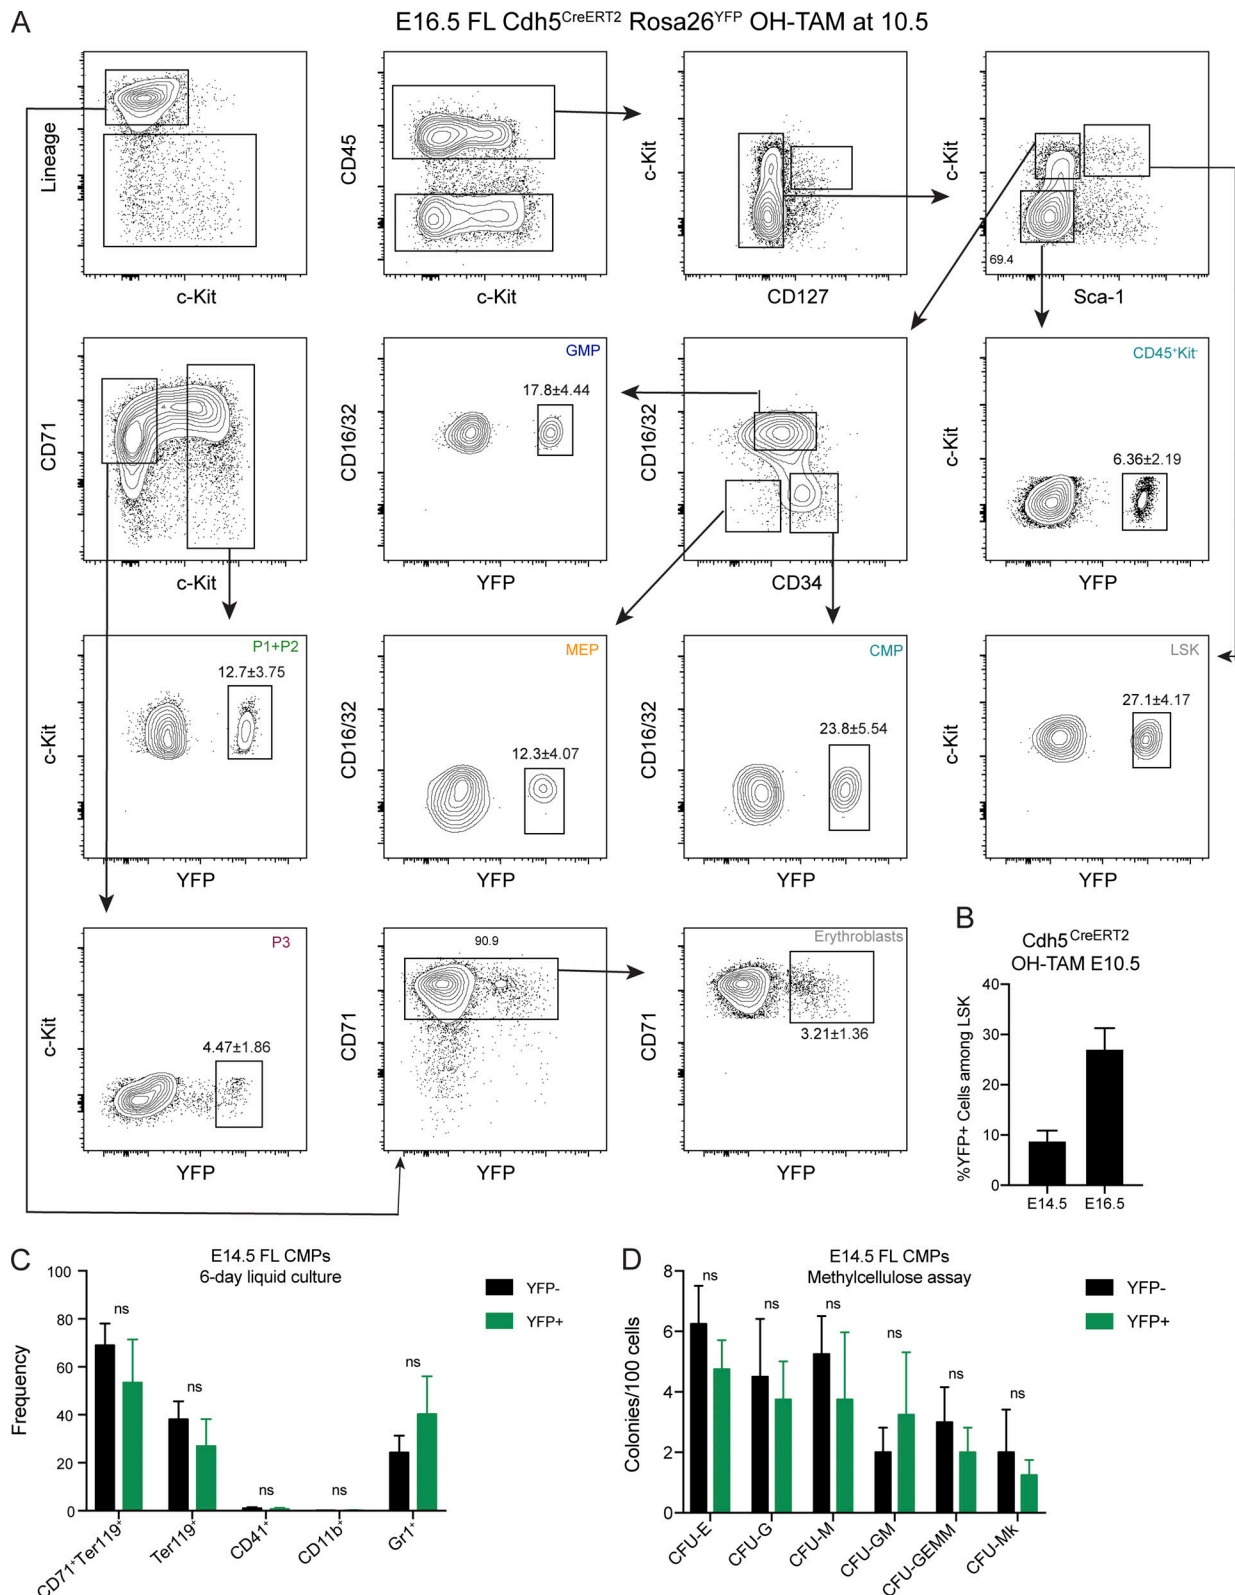 A
E16.5 FL Cdh5CreERT2 Rosa26YFP OH-TAM at 10.5
Lineage
c-Kit
CD45
c-Kit
c-Kit
CD127
c-Kit
69.4
Sca-1
CD71
c-Kit
GMP
17.8±4.44
CD16/32
YFP
CD16/32
CD34
CD45+Kit-
6.36±2.19
c-Kit
YFP
P1+P2
12.7±3.75
c-Kit
YFP
MEP
12.3±4.07
CD16/32
YFP
CMP
23.8±5.54
CD16/32
YFP
LSK
27.1±4.17
c-Kit
YFP
P3
4.47±1.86
c-Kit
YFP
90.9
CD71
YFP
Erythroblasts
3.21±1.36
CD71
YFP
B
Cdh5CreERT2
OH-TAM E10.5
%YFP+ Cells among LSK
40
30
20
10
0
E14.5 E16.5
C
E14.5 FL CMPs
6-day liquid culture
Frequency
100
80
60
40
20
0
ns
ns
ns
ns
ns
YFP-
YFP+
CD71+Ter119+
Ter119+
CD41+
CD11b+
Gr1+
D
E14.5 FL CMPs
Methylcellulose assay
Colonies/100 cells
8
6
4
2
0
ns
ns
ns
ns
ns
ns
YFP-
YFP+
CFU-E
CFU-G
CFU-M
CFU-GM
CFU-GEMM
CFU-Mk